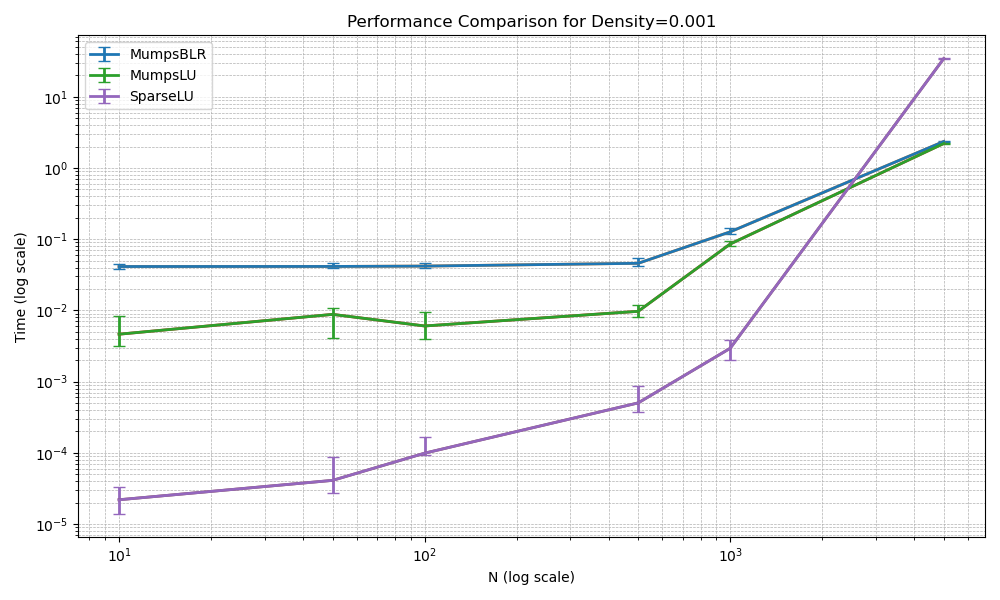 Performance Comparison for Density=0.001
MumpsBLR
MumpsLU
SparseLU
Time (log scale)
10¹
10⁰
10⁻¹
10⁻²
10⁻³
10⁻⁴
10⁻⁵
10¹ 10² 10³
N (log scale)